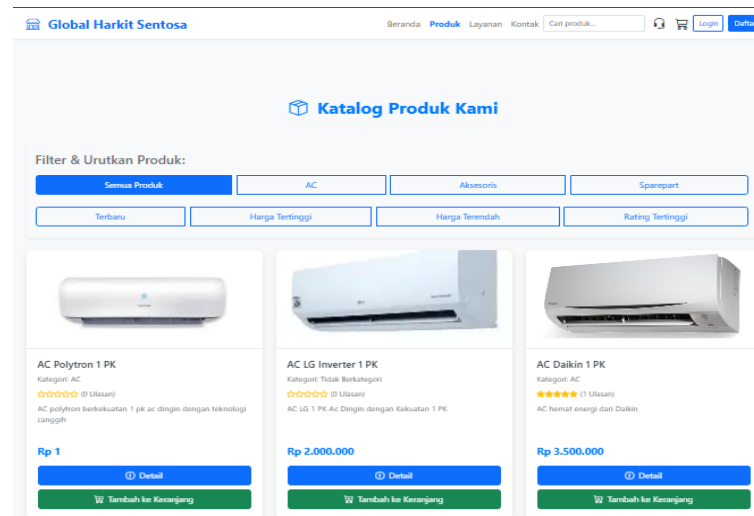 Global Harkit Sentosa
Beranda Produk Layanan Kontak Cari produk... Login Daftar
Katalog Produk Kami
Filter & Urutkan Produk:
Semua Produk AC Aksesoris Sparepart
Terbaru Harga Tertinggi Harga Terendah Rating Tertinggi
AC Polytron 1 PK
Kategori: AC
(0 Ulasan)
AC polytron berkekuatan 1 pk ac dingin dengan teknologi
canggih
Rp 1
Detail
Tambah ke Keranjang
AC LG Inverter 1 PK
Kategori: Tidak Berkategori
(0 Ulasan)
AC LG 1 PK Ac Dingin dengan Kekuatan 1 PK
Rp 2.000.000
Detail
Tambah ke Keranjang
AC Daikin 1 PK
Kategori: AC
(1 Ulasan)
AC hemat energi dari Daikin
Rp 3.500.000
Detail
Tambah ke Keranjang